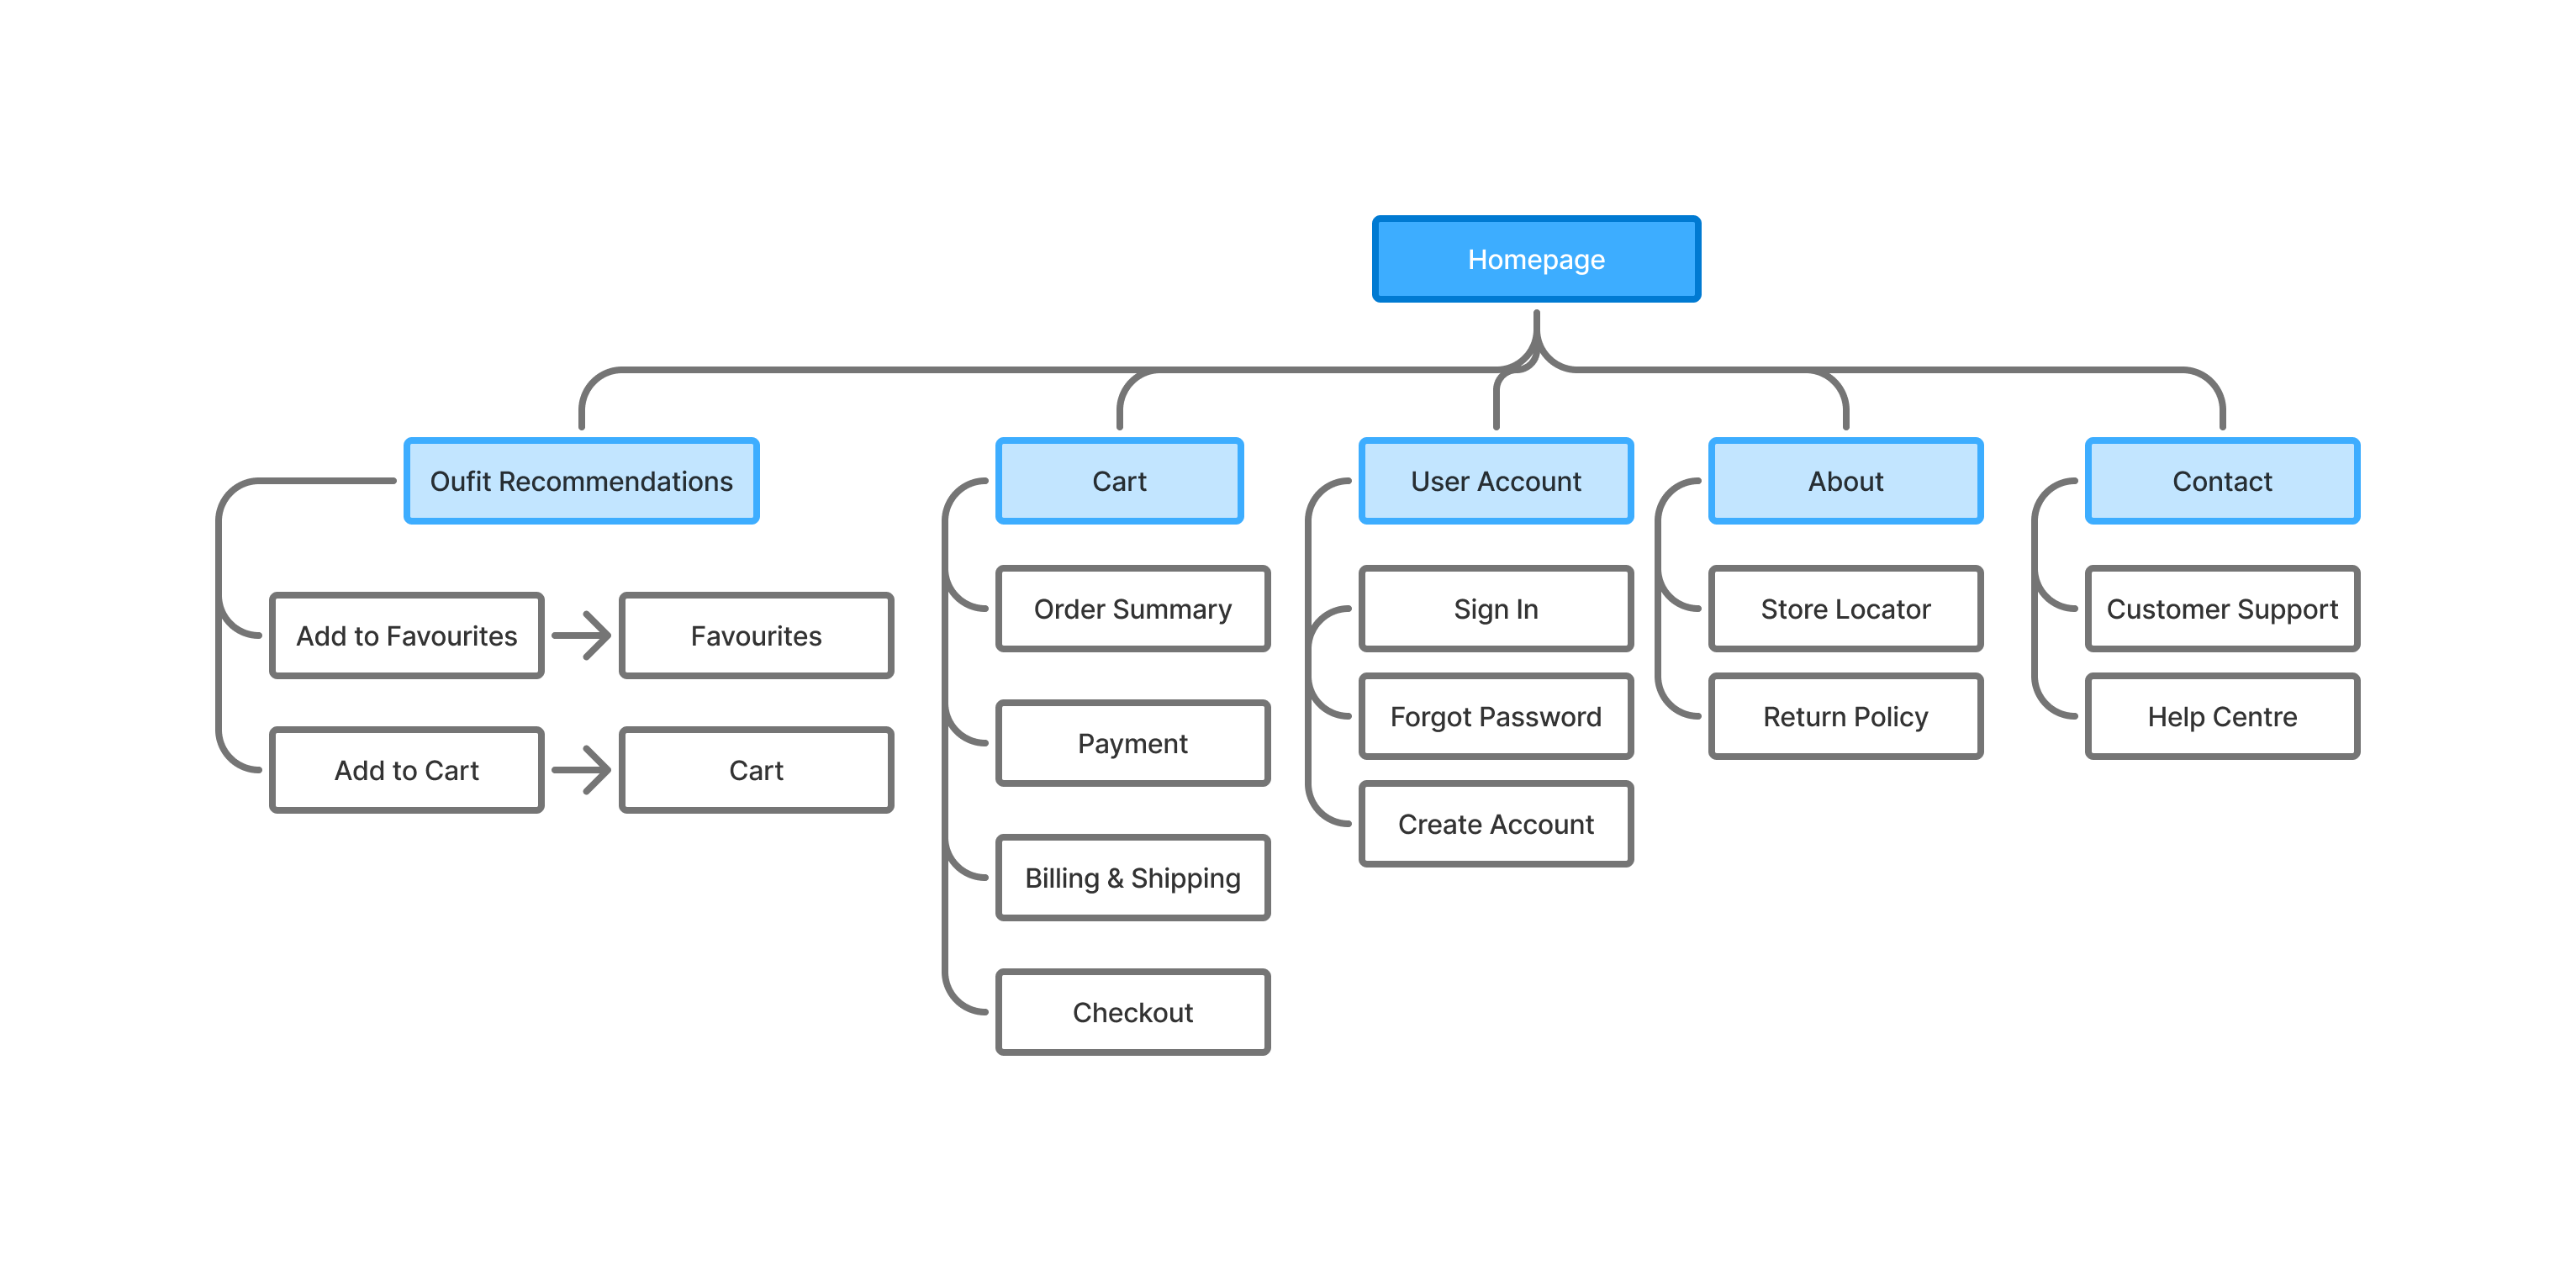 Homepage
Oufit Recommendations
Cart
User Account
About
Contact
Add to Favourites
Favourites
Add to Cart
Cart
Order Summary
Payment
Billing & Shipping
Checkout
Sign In
Forgot Password
Create Account
Store Locator
Return Policy
Customer Support
Help Centre